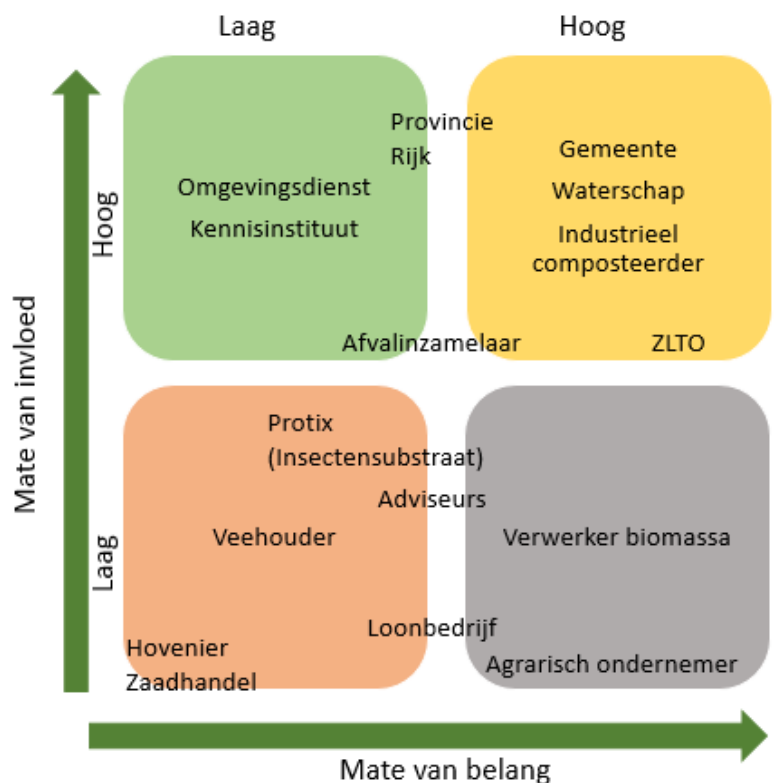 Laag
Hoog
Mate van invloed
Hoog
Laag
Provincie
Rijk
Omgevingsdienst
Kennisinstituut
Afvalinzamelaar
Gemeente
Waterschap
Industrieel
composteerder
ZLTO
Protix
(Insectensubstraat)
Adviseurs
Veehouder
Loonbedrijf
Hovenier
Zaadhandel
Verwerker biomassa
Agrarisch ondernemer
Mate van belang